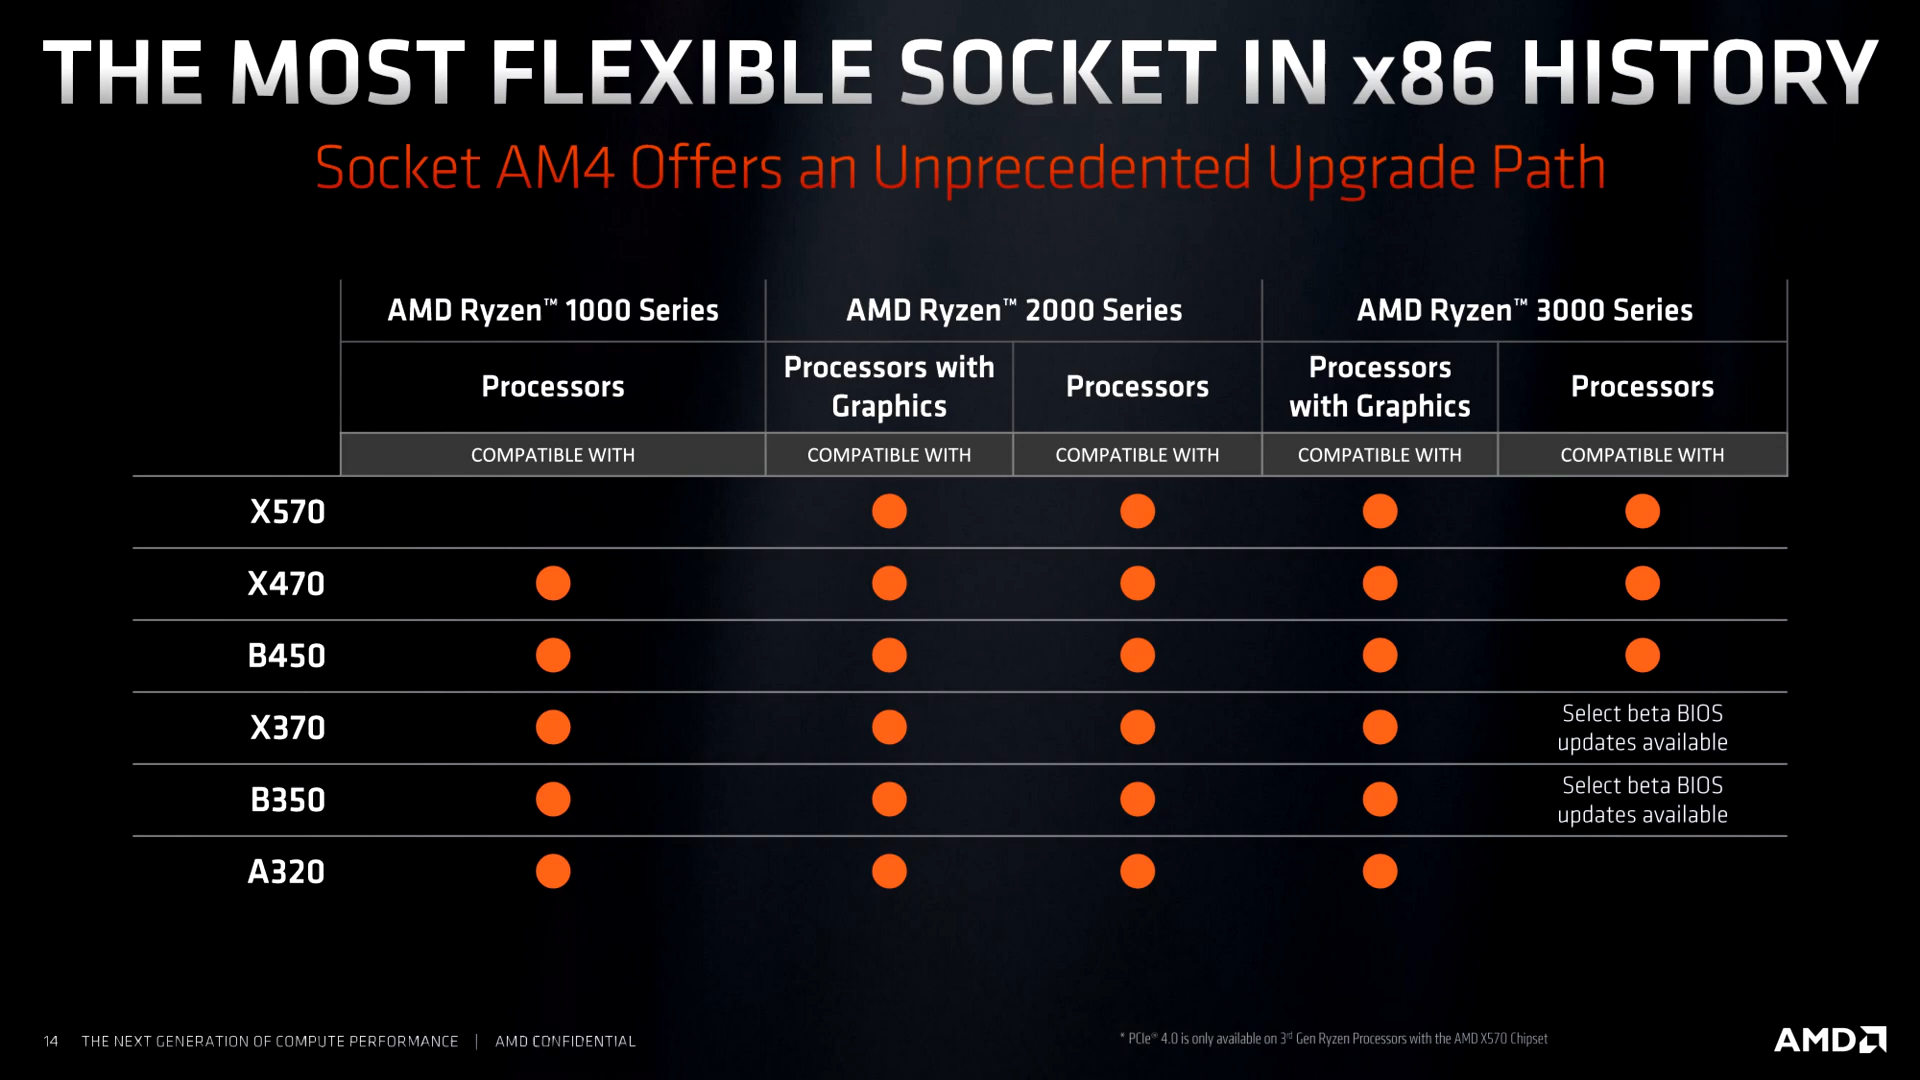 THE MOST FLEXIBLE SOCKET IN x86 HISTORY
Socket AM4 Offers an Unprecedented Upgrade Path
AMD Ryzen™ 1000 Series
AMD Ryzen™ 2000 Series
AMD Ryzen™ 3000 Series
Processors
Processors with
Graphics
Processors
Processors
with Graphics
Processors
COMPATIBLE WITH
COMPATIBLE WITH
COMPATIBLE WITH
COMPATIBLE WITH
COMPATIBLE WITH
X570
X470
B450
X370
Select beta BIOS
updates available
B350
Select beta BIOS
updates available
A320
14 THE NEXT GENERATION OF COMPUTE PERFORMANCE | AMD CONFIDENTIAL
* PCIe® 4.0 is only available on 3rd Gen Ryzen Processors with the AMD X570 Chipset
AMD